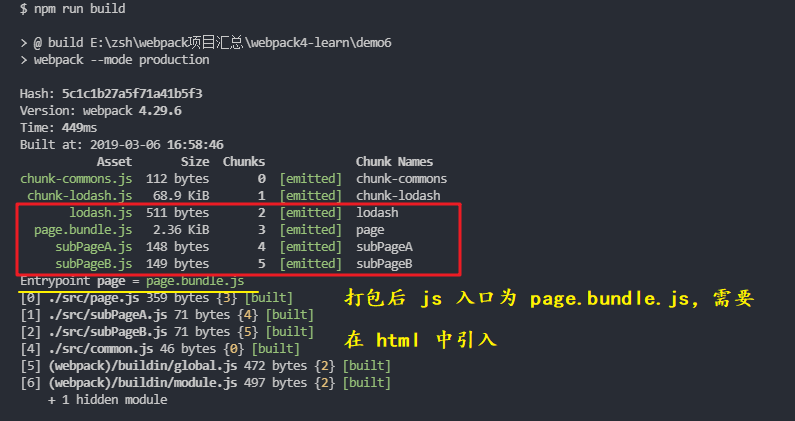 $ npm run build
> @ build E:\zsh\webpack项目汇总\webpack4-learn\demo6
> webpack --mode production
Hash: 5c1c1b27a5f71a41b5f3
Version: webpack 4.29.6
Time: 449ms
Built at: 2019-03-06 16:58:46
Asset Size Chunks Chunk Names
chunk-commons.js 112 bytes 0 [emitted] chunk-commons
chunk-lodash.js 68.9 KiB 1 [emitted] chunk-lodash
lodash.js 511 bytes 2 [emitted] lodash
page.bundle.js 2.36 KiB 3 [emitted] page
subPageA.js 148 bytes 4 [emitted] subPageA
subPageB.js 149 bytes 5 [emitted] subPageB
Entrypoint page = page.bundle.js
[0] ./src/page.js 359 bytes {3} [built]
[1] ./src/subPageA.js 71 bytes {4} [built]
[2] ./src/subPageB.js 71 bytes {5} [built]
[4] ./src/common.js 46 bytes {0} [built]
[5] (webpack)/buildin/global.js 472 bytes {2} [built]
[6] (webpack)/buildin/module.js 497 bytes {2} [built]
+ 1 hidden module
打包后 js 入口为 page.bundle.js，需要
在 html 中引入